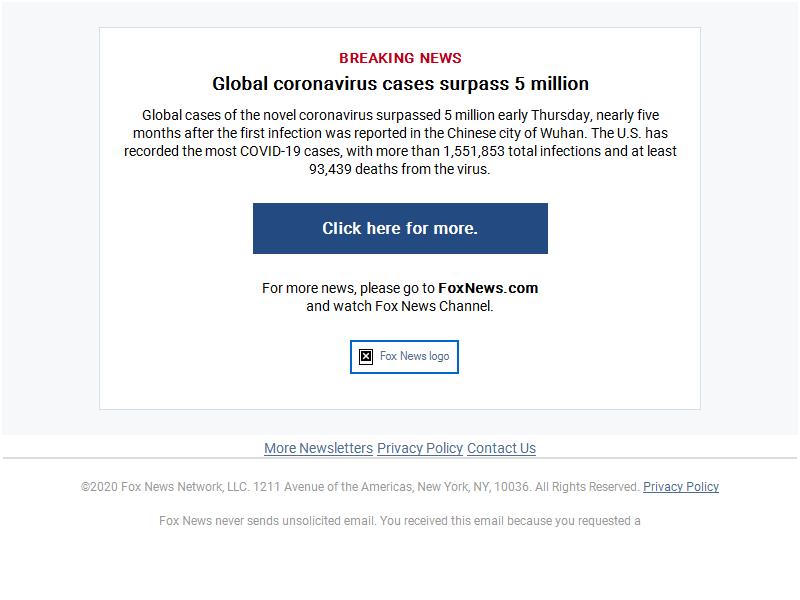 BREAKING NEWS
Global coronavirus cases surpass 5 million
Global cases of the novel coronavirus surpassed 5 million early Thursday, nearly five
months after the first infection was reported in the Chinese city of Wuhan. The U.S. has
recorded the most COVID-19 cases, with more than 1,551,853 total infections and at least
93,439 deaths from the virus.
Click here for more.
For more news, please go to FoxNews.com
and watch Fox News Channel.
Fox News logo
More Newsletters Privacy Policy Contact Us
©2020 Fox News Network, LLC. 1211 Avenue of the Americas, New York, NY, 10036. All Rights Reserved. Privacy Policy
Fox News never sends unsolicited email. You received this email because you requested a